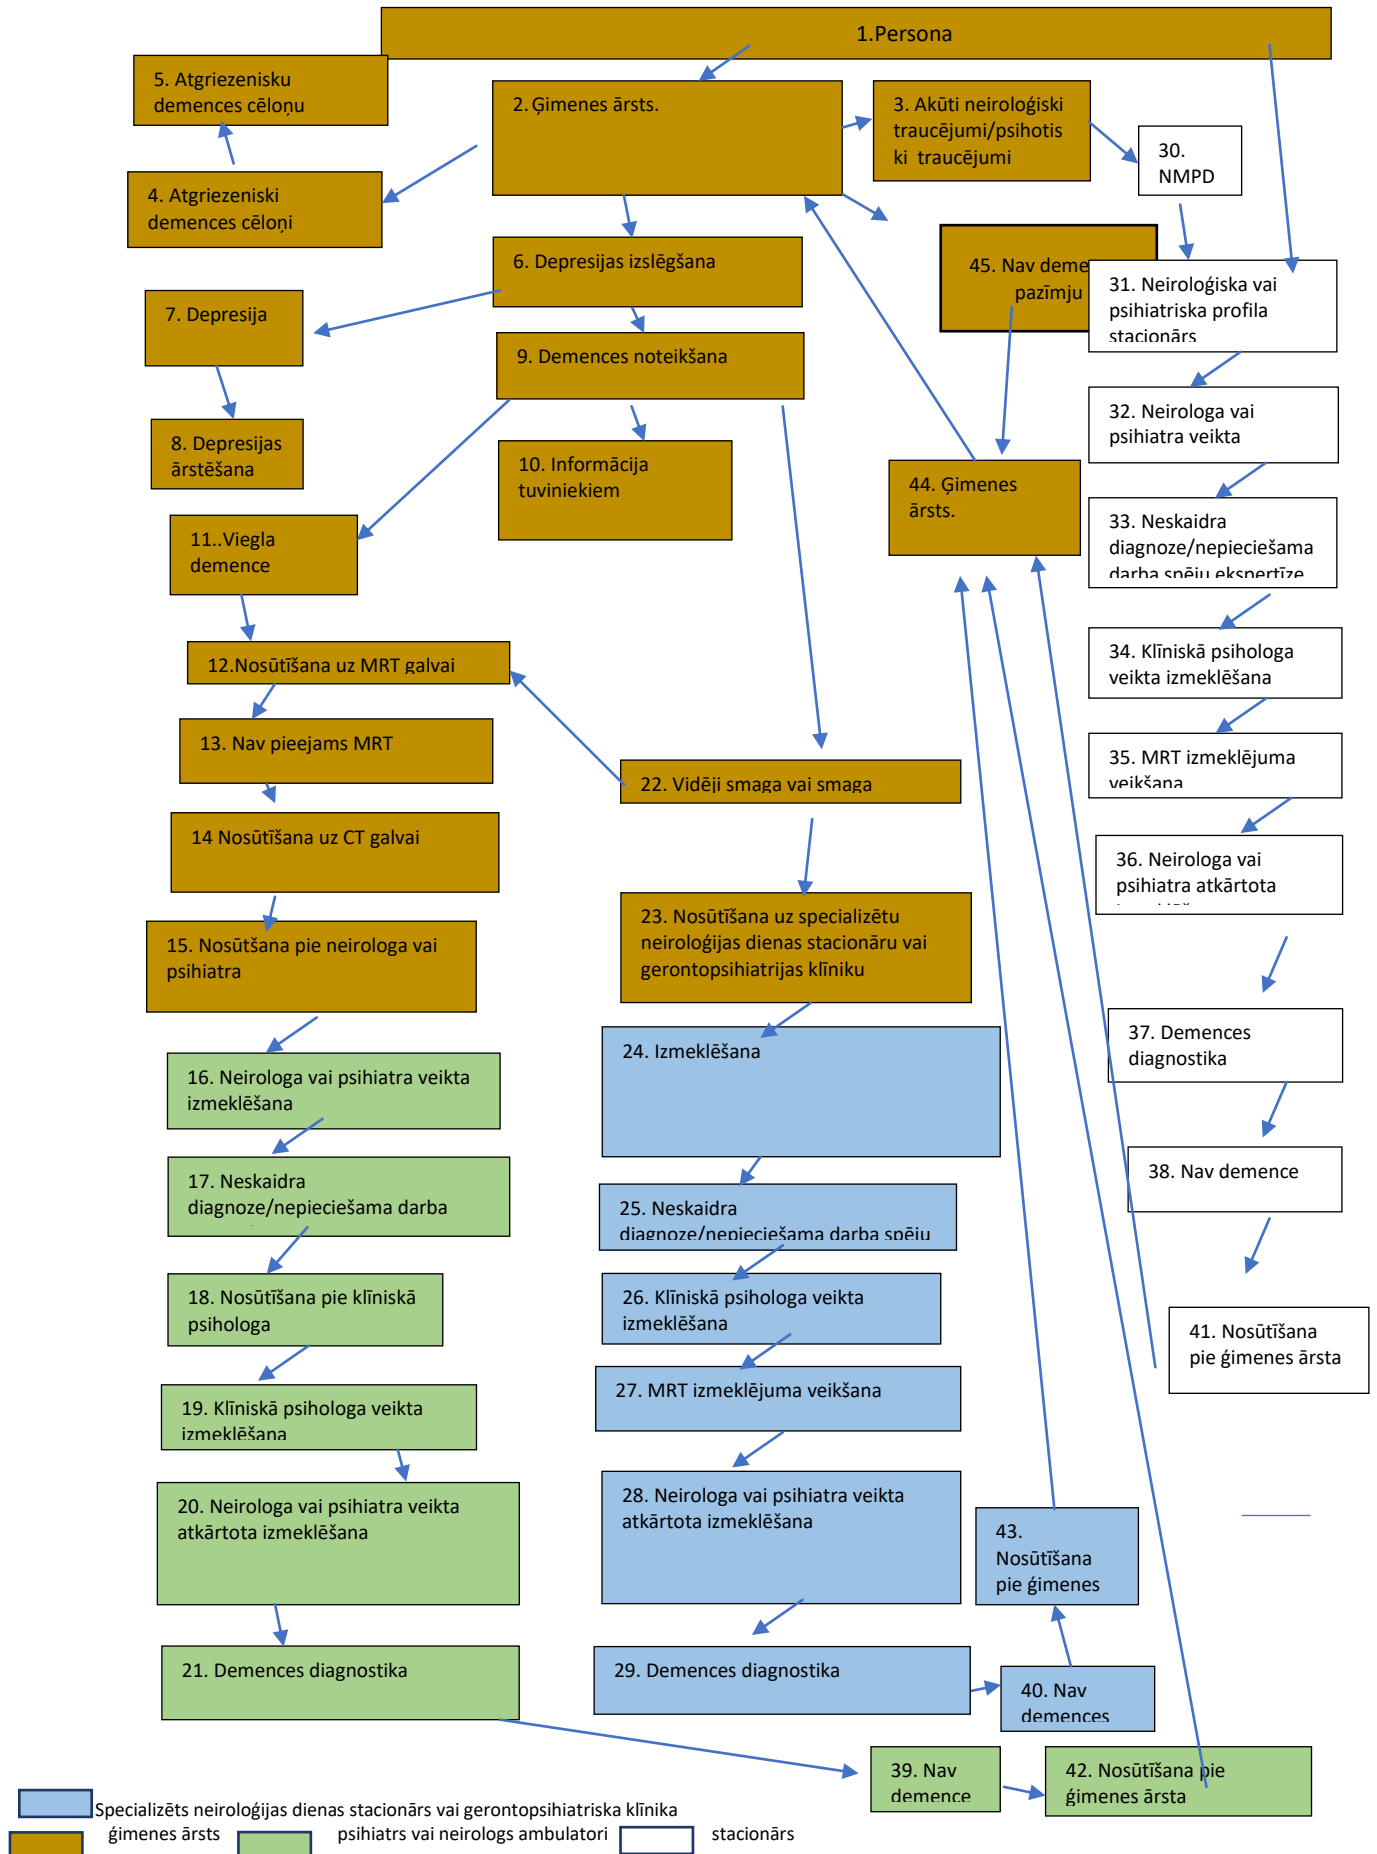 1.Persona
5. Atgriezenisku
demences cēloņu
2. Ģimenes ārsts.
3. Akūti neiroloģiski
traucējumi/psihotis
ki traucējumi
30.
NMPD
4. Atgriezeniski
demences cēloņi
6. Depresijas izslēgšana
45. Nav deme
pazīmju
31. Neiroloģiska vai
psihiatriska profila
stacionārs
7. Depresija
9. Demences noteikšana
32. Neirologa vai
psihiatra veikta
8. Depresijas
ārstēšana
10. Informācija
tuviniekiem
44. Ģimenes
ārsts.
33. Neskaidra
diagnoze/nepieciešama
darba spēju ekspertīze
11..Viegla
demence
12.Nosūtīšana uz MRT galvai
34. Klīniskā psihologa
veikta izmeklēšana
13. Nav pieejams MRT
35. MRT izmeklējuma
veikšana
22. Vidēji smaga vai smaga
14 Nosūtīšana uz CT galvai
36. Neirologa vai
psihiatra atkārtota
15. Nosūtšana pie neirologa vai
psihiatra
23. Nosūtīšana uz specializētu
neiroloģijas dienas stacionāru vai
gerontopsihiatrijas klīniku
37. Demences
diagnostika
24. Izmeklēšana
16. Neirologa vai psihiatra veikta
izmeklēšana
38. Nav demence
17. Neskaidra
diagnoze/nepieciešama darba
25. Neskaidra
diagnoze/nepieciešama darba spēju
18. Nosūtīšana pie klīniskā
psihologa
26. Klīniskā psihologa veikta
izmeklēšana
41. Nosūtīšana
pie ģimenes ārsta
27. MRT izmeklējuma veikšana
19. Klīniskā psihologa veikta
izmeklēšana
20. Neirologa vai psihiatra veikta
atkārtota izmeklēšana
28. Neirologa vai psihiatra veikta
atkārtota izmeklēšana
43.
Nosūtīšana
pie ģimenes
21. Demences diagnostika
29. Demences diagnostika
40. Nav
demences
39. Nav
demence
42. Nosūtīšana pie
ģimenes ārsta
Specializēts neiroloģijas dienas stacionārs vai gerontopsihiatriska klīnika
ģimenes ārsts
psihiatrs vai neirologs ambulatori
stacionārs